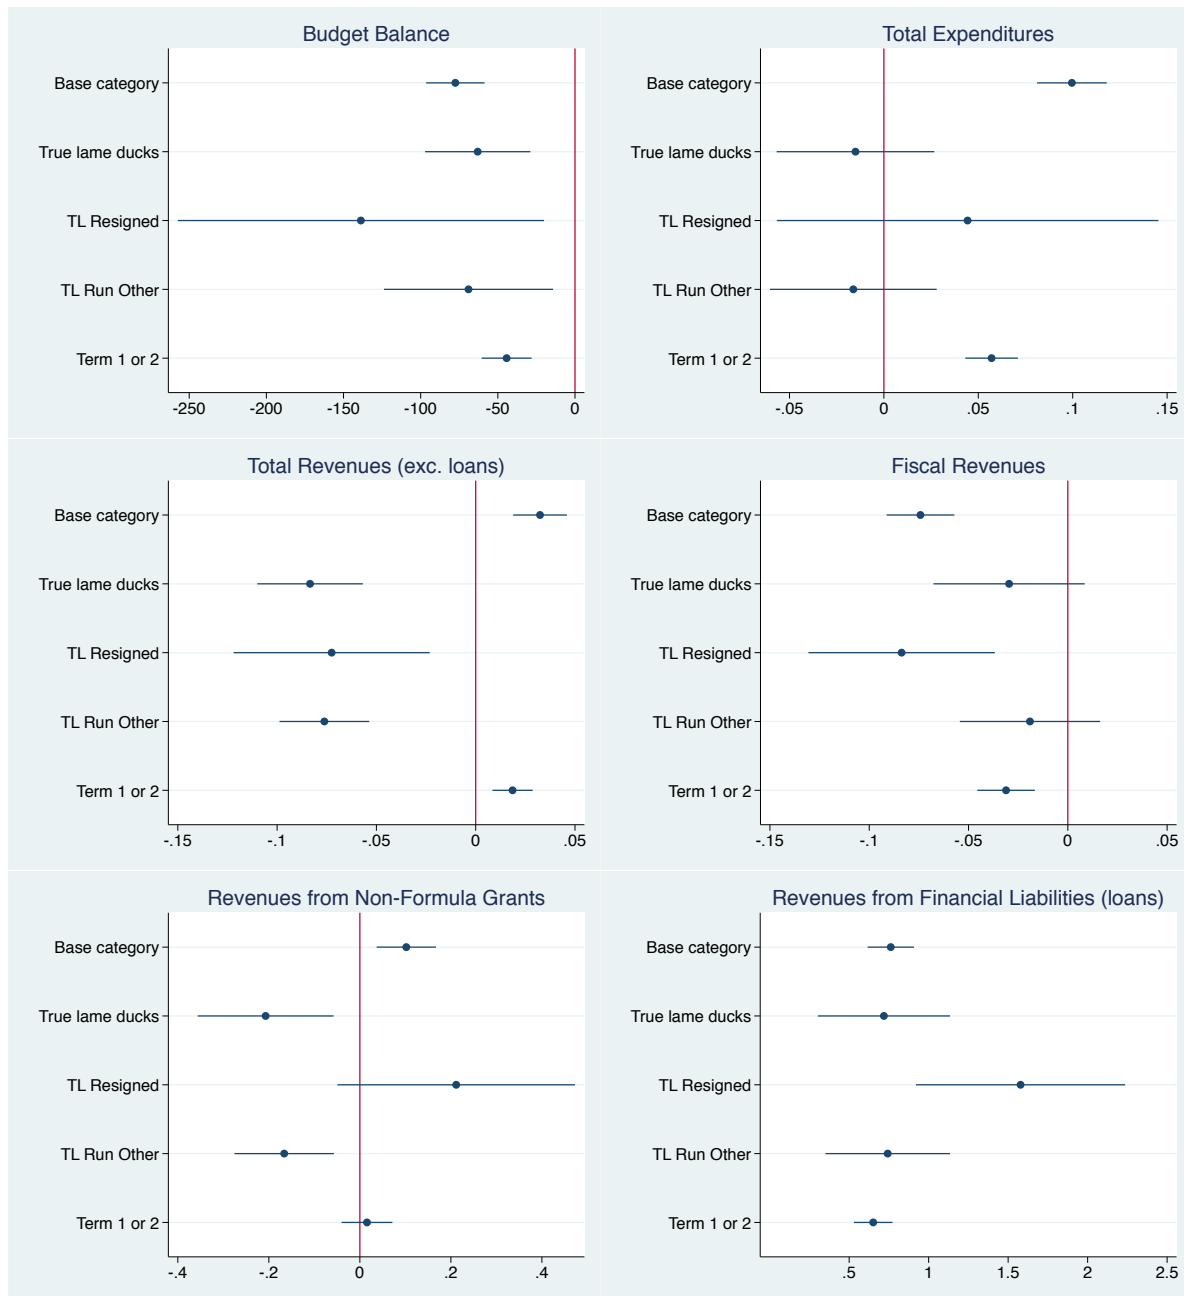 Budget Balance
Base category
True lame ducks
TL Resigned
TL Run Other
Term 1 or 2
-250 -200 -150 -100 -50 0
Total Expenditures
Base category
True lame ducks
TL Resigned
TL Run Other
Term 1 or 2
-.05 0 .05 .1 .15
Total Revenues (exc. loans)
Base category
True lame ducks
TL Resigned
TL Run Other
Term 1 or 2
-.15 -.1 -.05 0 .05
Fiscal Revenues
Base category
True lame ducks
TL Resigned
TL Run Other
Term 1 or 2
-.15 -.1 -.05 0 .05
Revenues from Non-Formula Grants
Base category
True lame ducks
TL Resigned
TL Run Other
Term 1 or 2
-.4 -.2 0 .2 .4
Revenues from Financial Liabilities (loans)
Base category
True lame ducks
TL Resigned
TL Run Other
Term 1 or 2
.5 1 1.5 2 2.5